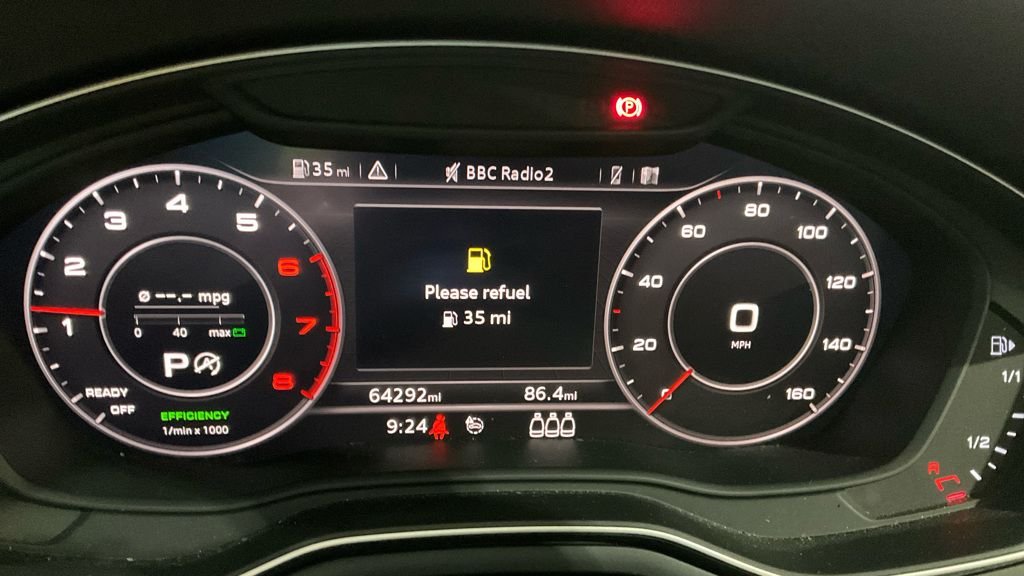 P
35 mi
BBC Radio2
1
2
3
4
5
6
7
8
Ø --.- mpg
0 40 max
P A
READY
OFF
EFFICIENCY
1/min x 1000
Please refuel
35 mi
64292mi 86.4mi
9:24
0
20
40
60
80
100
120
140
160
0
MPH
1/1
1/2
R